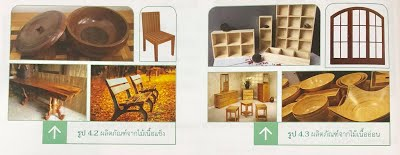 รูป 4.2 ผลิตภัณฑ์จากไม้เนื้อแข็ง
รูป 4.3 ผลิตภัณฑ์จากไม้เนื้ออ่อน